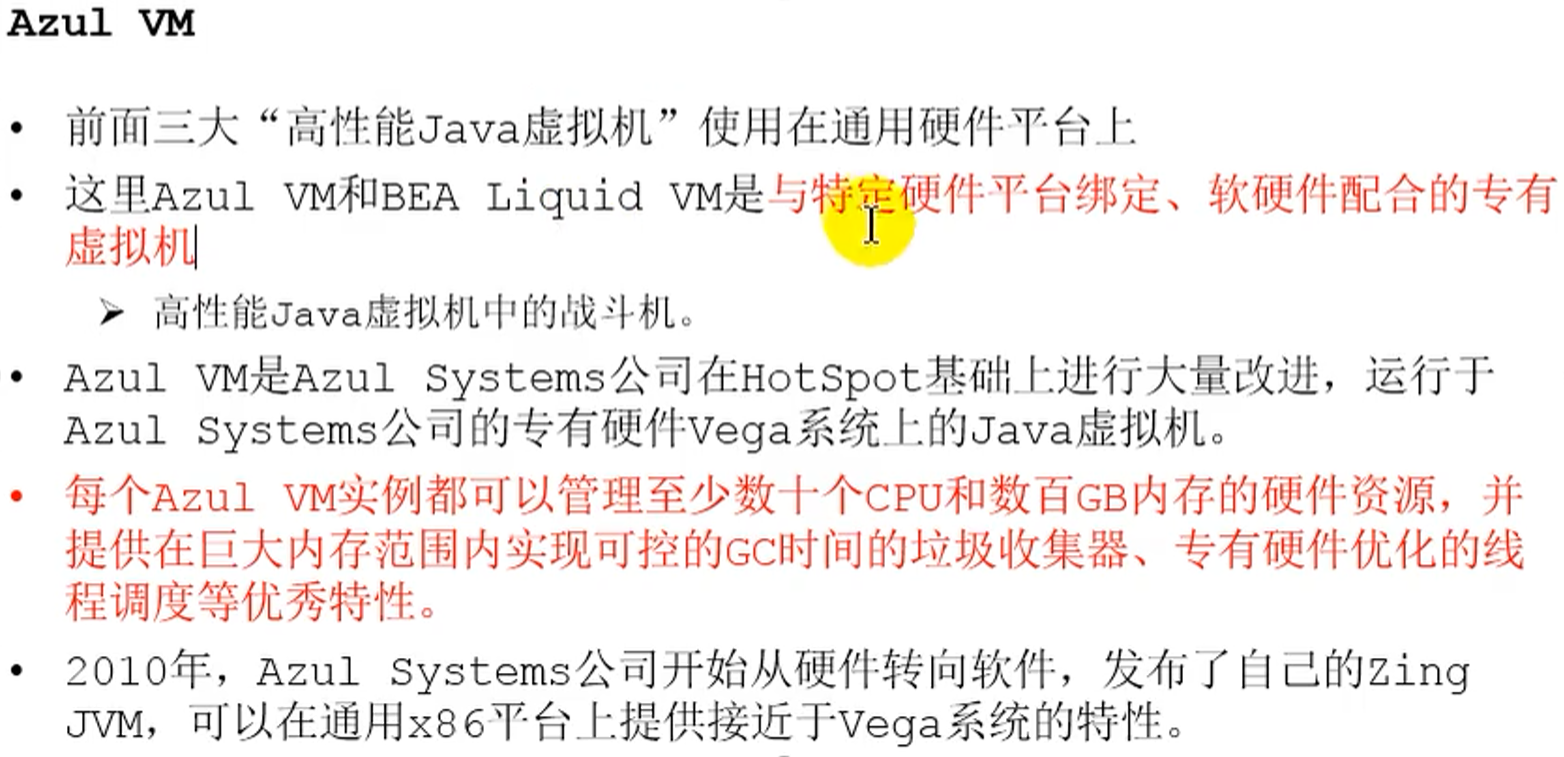 Azul VM
• 前面三大“高性能Java虚拟机”使用在通用硬件平台上
• 这里Azul VM和BEA Liquid VM是与特定硬件平台绑定、软硬件配合的专有
虚拟机
➢ 高性能Java虚拟机中的战斗机。
• Azul VM是Azul Systems公司在HotSpot基础上进行大量改进，运行于
Azul Systems公司的专有硬件Vega系统上的Java虚拟机。
• 每个Azul VM实例都可以管理至少数十个CPU和数百GB内存的硬件资源，并
提供在巨大内存范围内实现可控的GC时间的垃圾收集器、专有硬件优化的线
程调度等优秀特性。
• 2010年，Azul Systems公司开始从硬件转向软件，发布了自己的Zing
JVM，可以在通用x86平台上提供接近于Vega系统的特性。